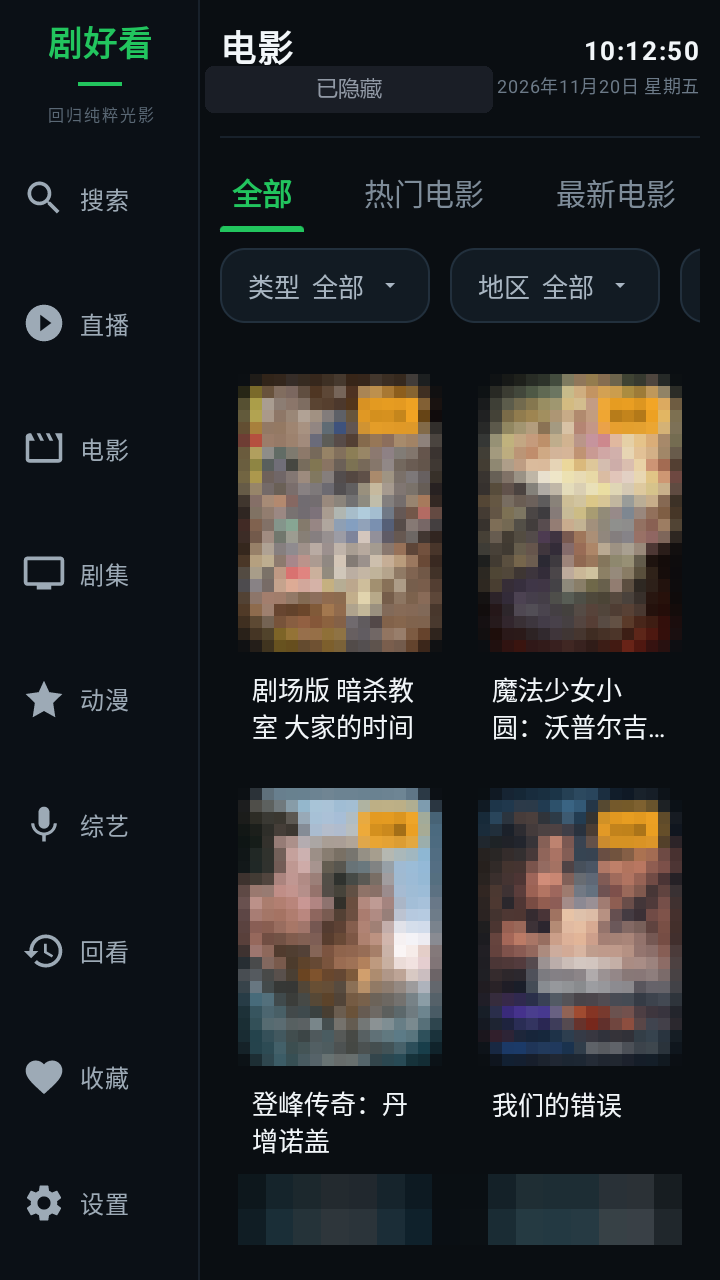 剧好看
回归纯粹光影
搜索
直播
电影
剧集
动漫
综艺
回看
收藏
设置
电影
10:12:50
已隐藏
2026年11月20日 星期五
全部
热门电影
最新电影
类型 全部
地区 全部
剧场版 暗杀教
室 大家的时间
魔法少女小
圆：沃普尔吉…
登峰传奇：丹
增诺盖
我们的错误